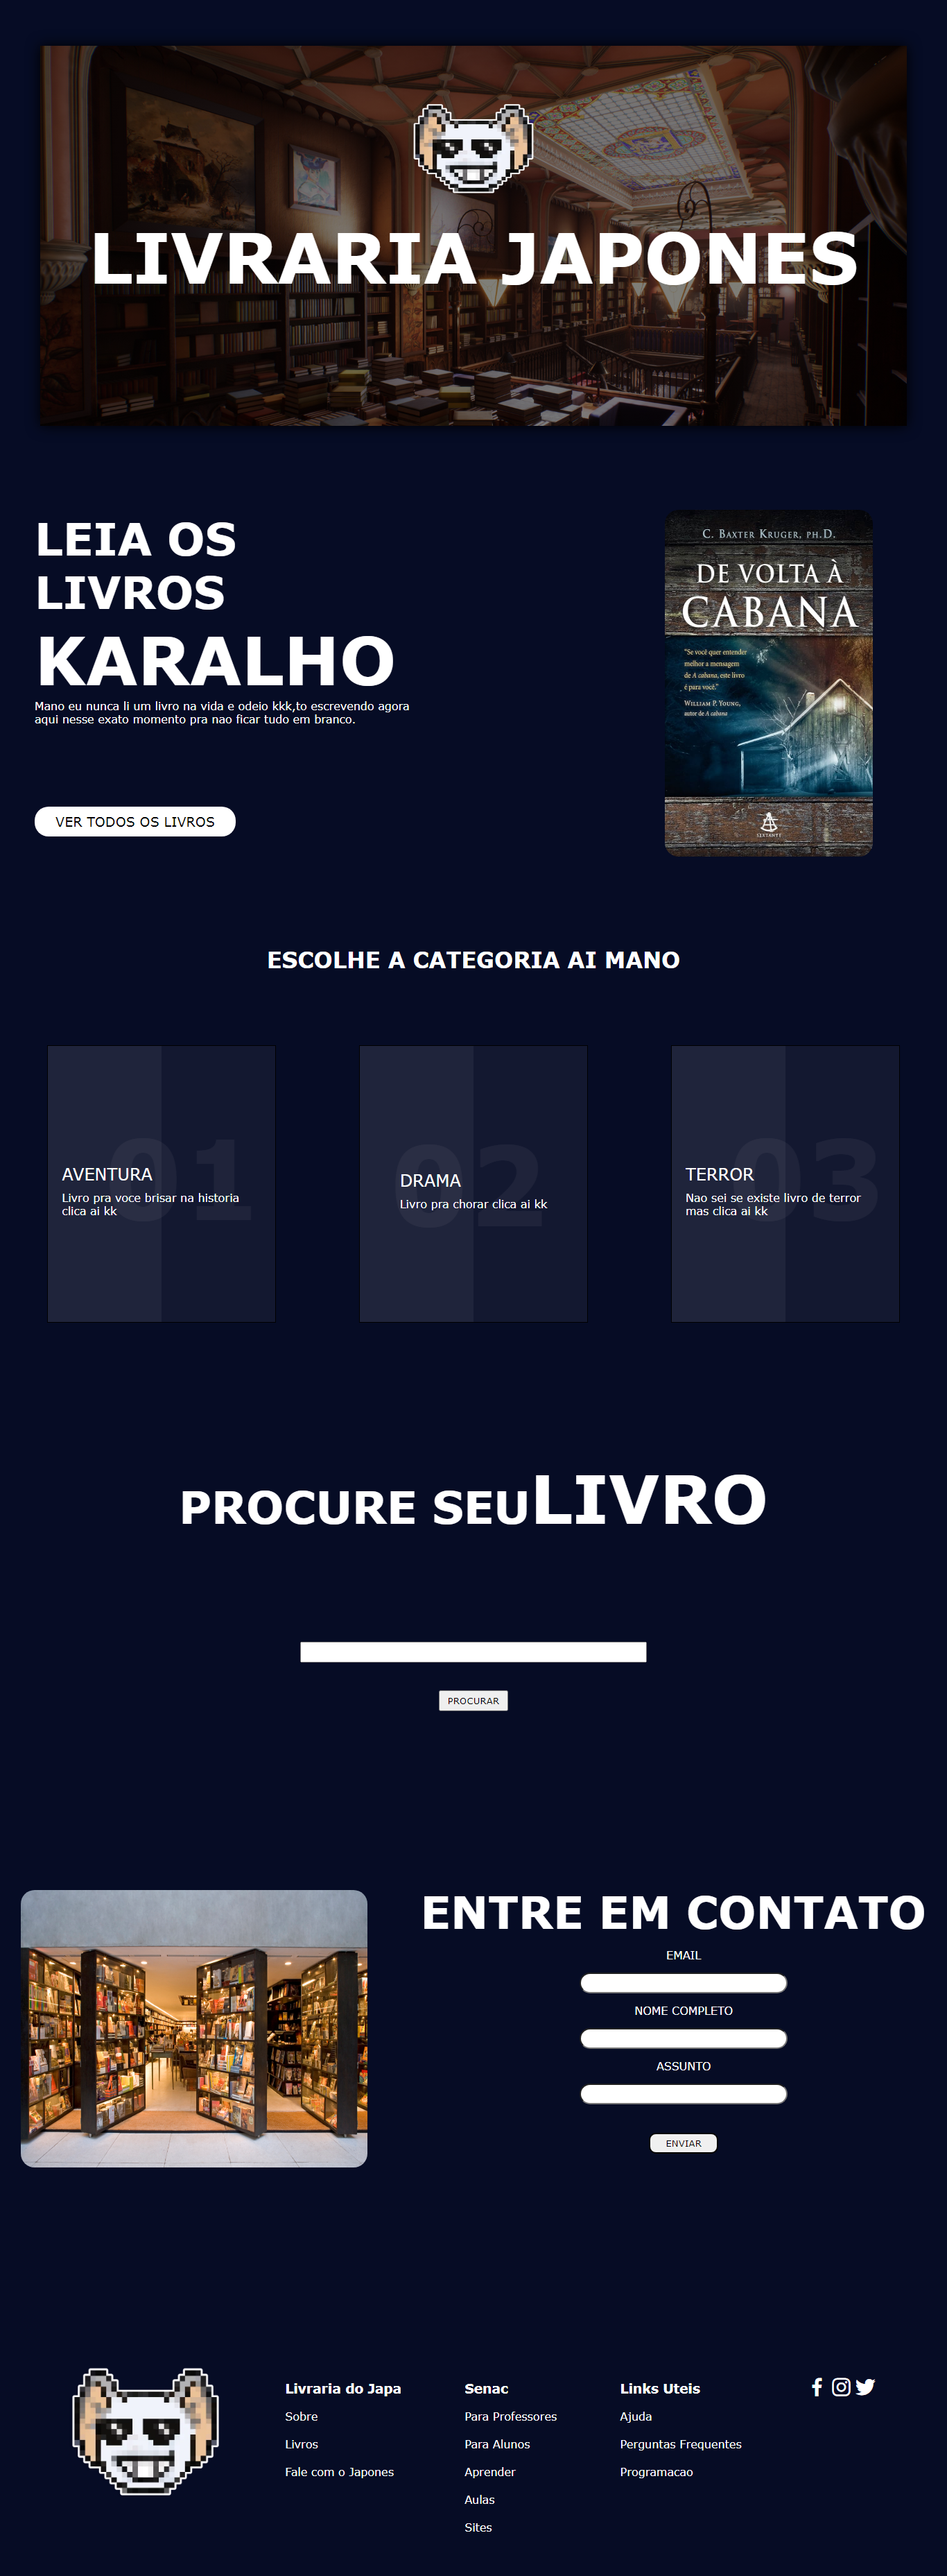 LIVRARIA JAPONES
LEIA OS
LIVROS
KARALHO
Mano eu nunca li um livro na vida e odeio kkk,to escrevendo agora
aqui nesse exato momento pra nao ficar tudo em branco.
VER TODOS OS LIVROS
C. BAXTER KRUGER, PH.D.
DE VOLTA À
CABANA
"Se você quer entender
melhor a mensagem
de A cabana, este livro
é para você."
WILLIAM P. YOUNG,
autor de A cabana
SEXTANTE
ESCOLHE A CATEGORIA AI MANO
01
AVENTURA
Livro pra voce brisar na historia
clica ai kk
02
DRAMA
Livro pra chorar clica ai kk
03
TERROR
Nao sei se existe livro de terror
mas clica ai kk
PROCURE SEULIVRO
PROCURAR
ENTRE EM CONTATO
EMAIL
NOME COMPLETO
ASSUNTO
ENVIAR
Livraria do Japa
Sobre
Livros
Fale com o Japones
Senac
Para Professores
Para Alunos
Aprender
Aulas
Sites
Links Uteis
Ajuda
Perguntas Frequentes
Programacao